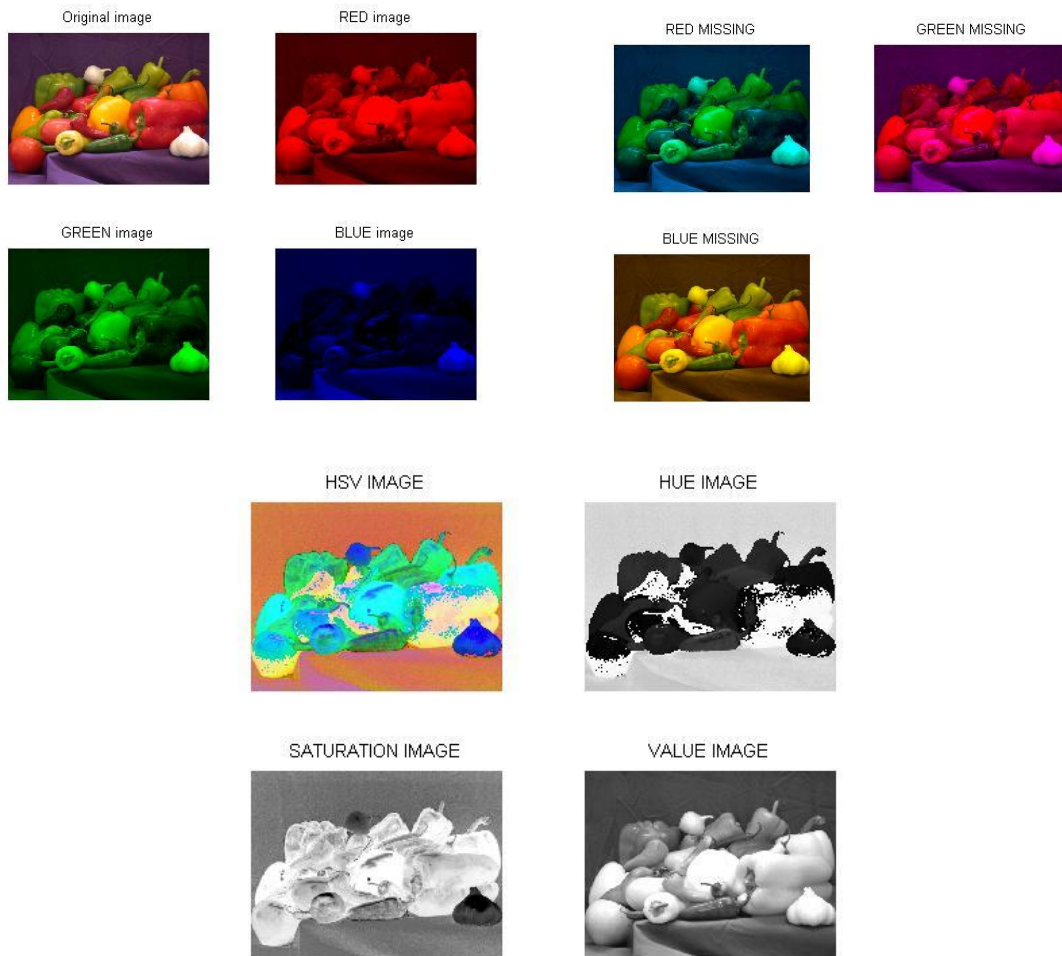 Original image
RED image
RED MISSING
GREEN MISSING
GREEN image
BLUE image
BLUE MISSING
HSV IMAGE
HUE IMAGE
SATURATION IMAGE
VALUE IMAGE